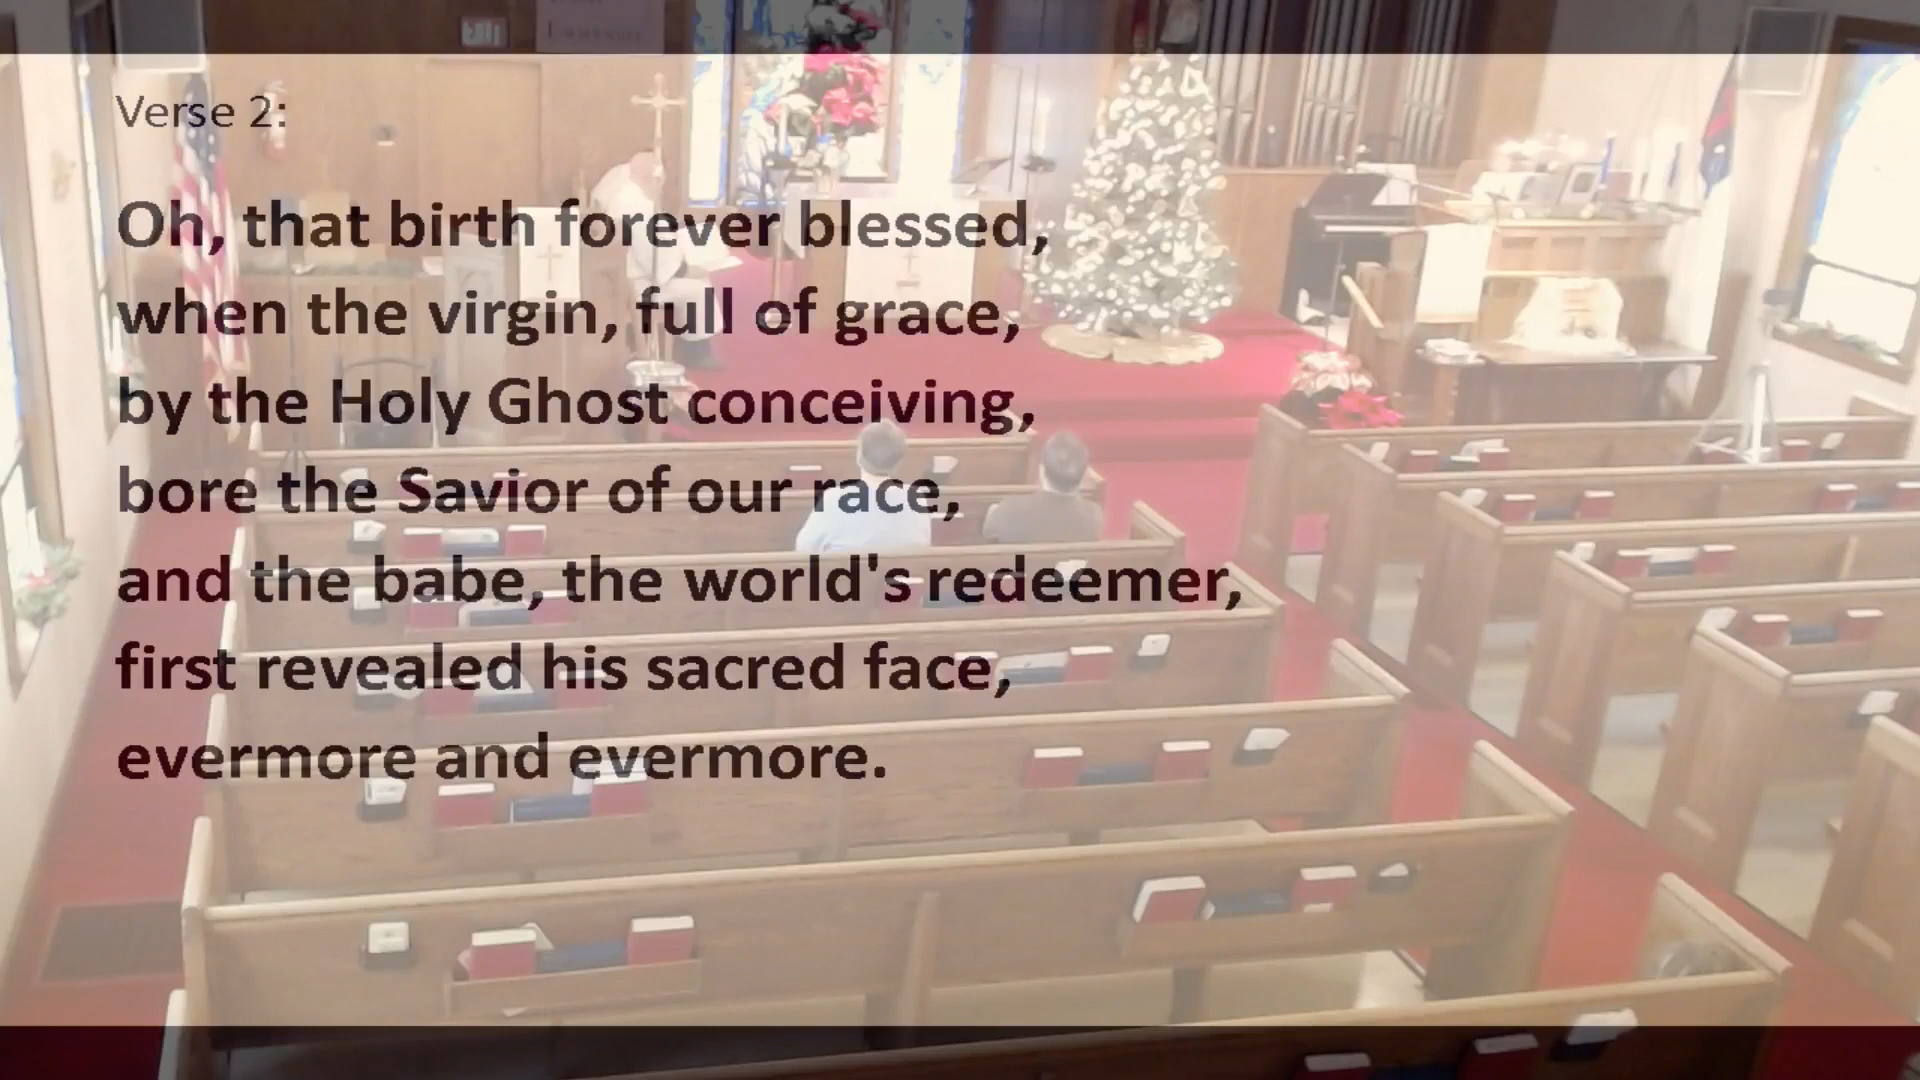 Verse 2:
Oh, that birth forever blessed,
when the virgin, full of grace,
by the Holy Ghost conceiving,
bore the Savior of our race,
and the babe, the world's redeemer,
first revealed his sacred face,
evermore and evermore.